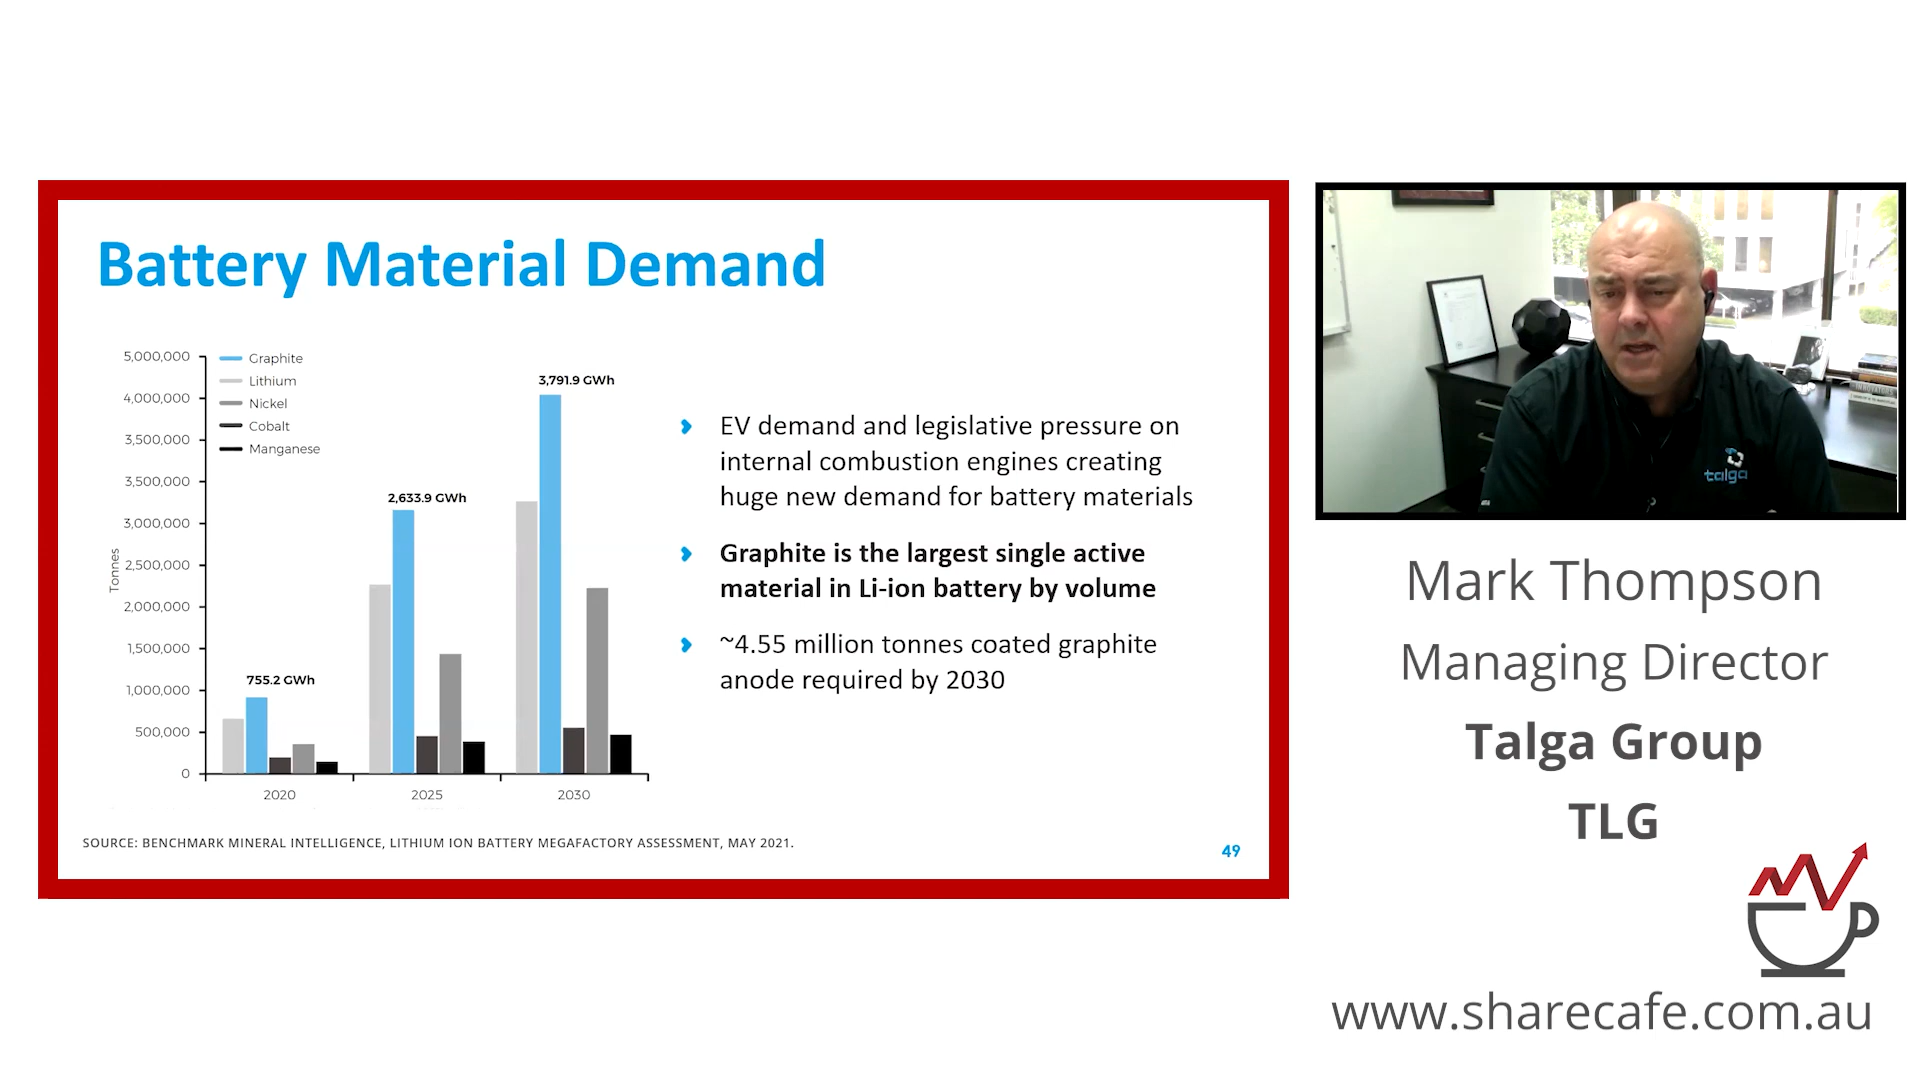 Battery Material Demand
5,000,000
4,000,000
3,500,000
3,500,000
3,000,000
2,500,000
2,000,000
1,500,000
1,000,000
500,000
0
Tonnes
Graphite
Lithium
Nickel
Cobalt
Manganese
755.2 GWh
2,633.9 GWh
3,791.9 GWh
2020
2025
2030
EV demand and legislative pressure on
internal combustion engines creating
huge new demand for battery materials
Graphite is the largest single active
material in Li-ion battery by volume
~4.55 million tonnes coated graphite
anode required by 2030
SOURCE: BENCHMARK MINERAL INTELLIGENCE, LITHIUM ION BATTERY MEGAFACTORY ASSESSMENT, MAY 2021.
49
talga
Mark Thompson
Managing Director
Talga Group
TLG
www.sharecafe.com.au